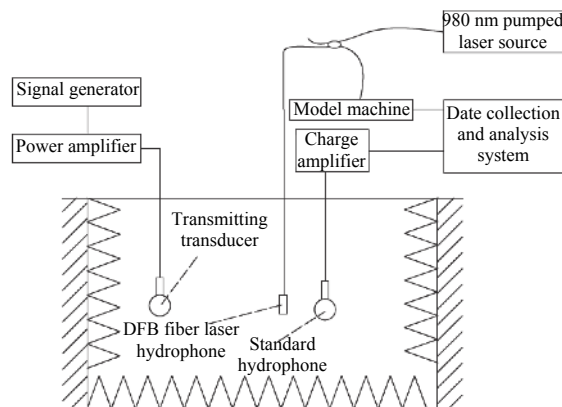 980 nm pumped
laser source
Signal generator
Model machine
Date collection
and analysis
system
Power amplifier
Charge
amplifier
Transmitting
transducer
DFB fiber laser
hydrophone
Standard
hydrophone